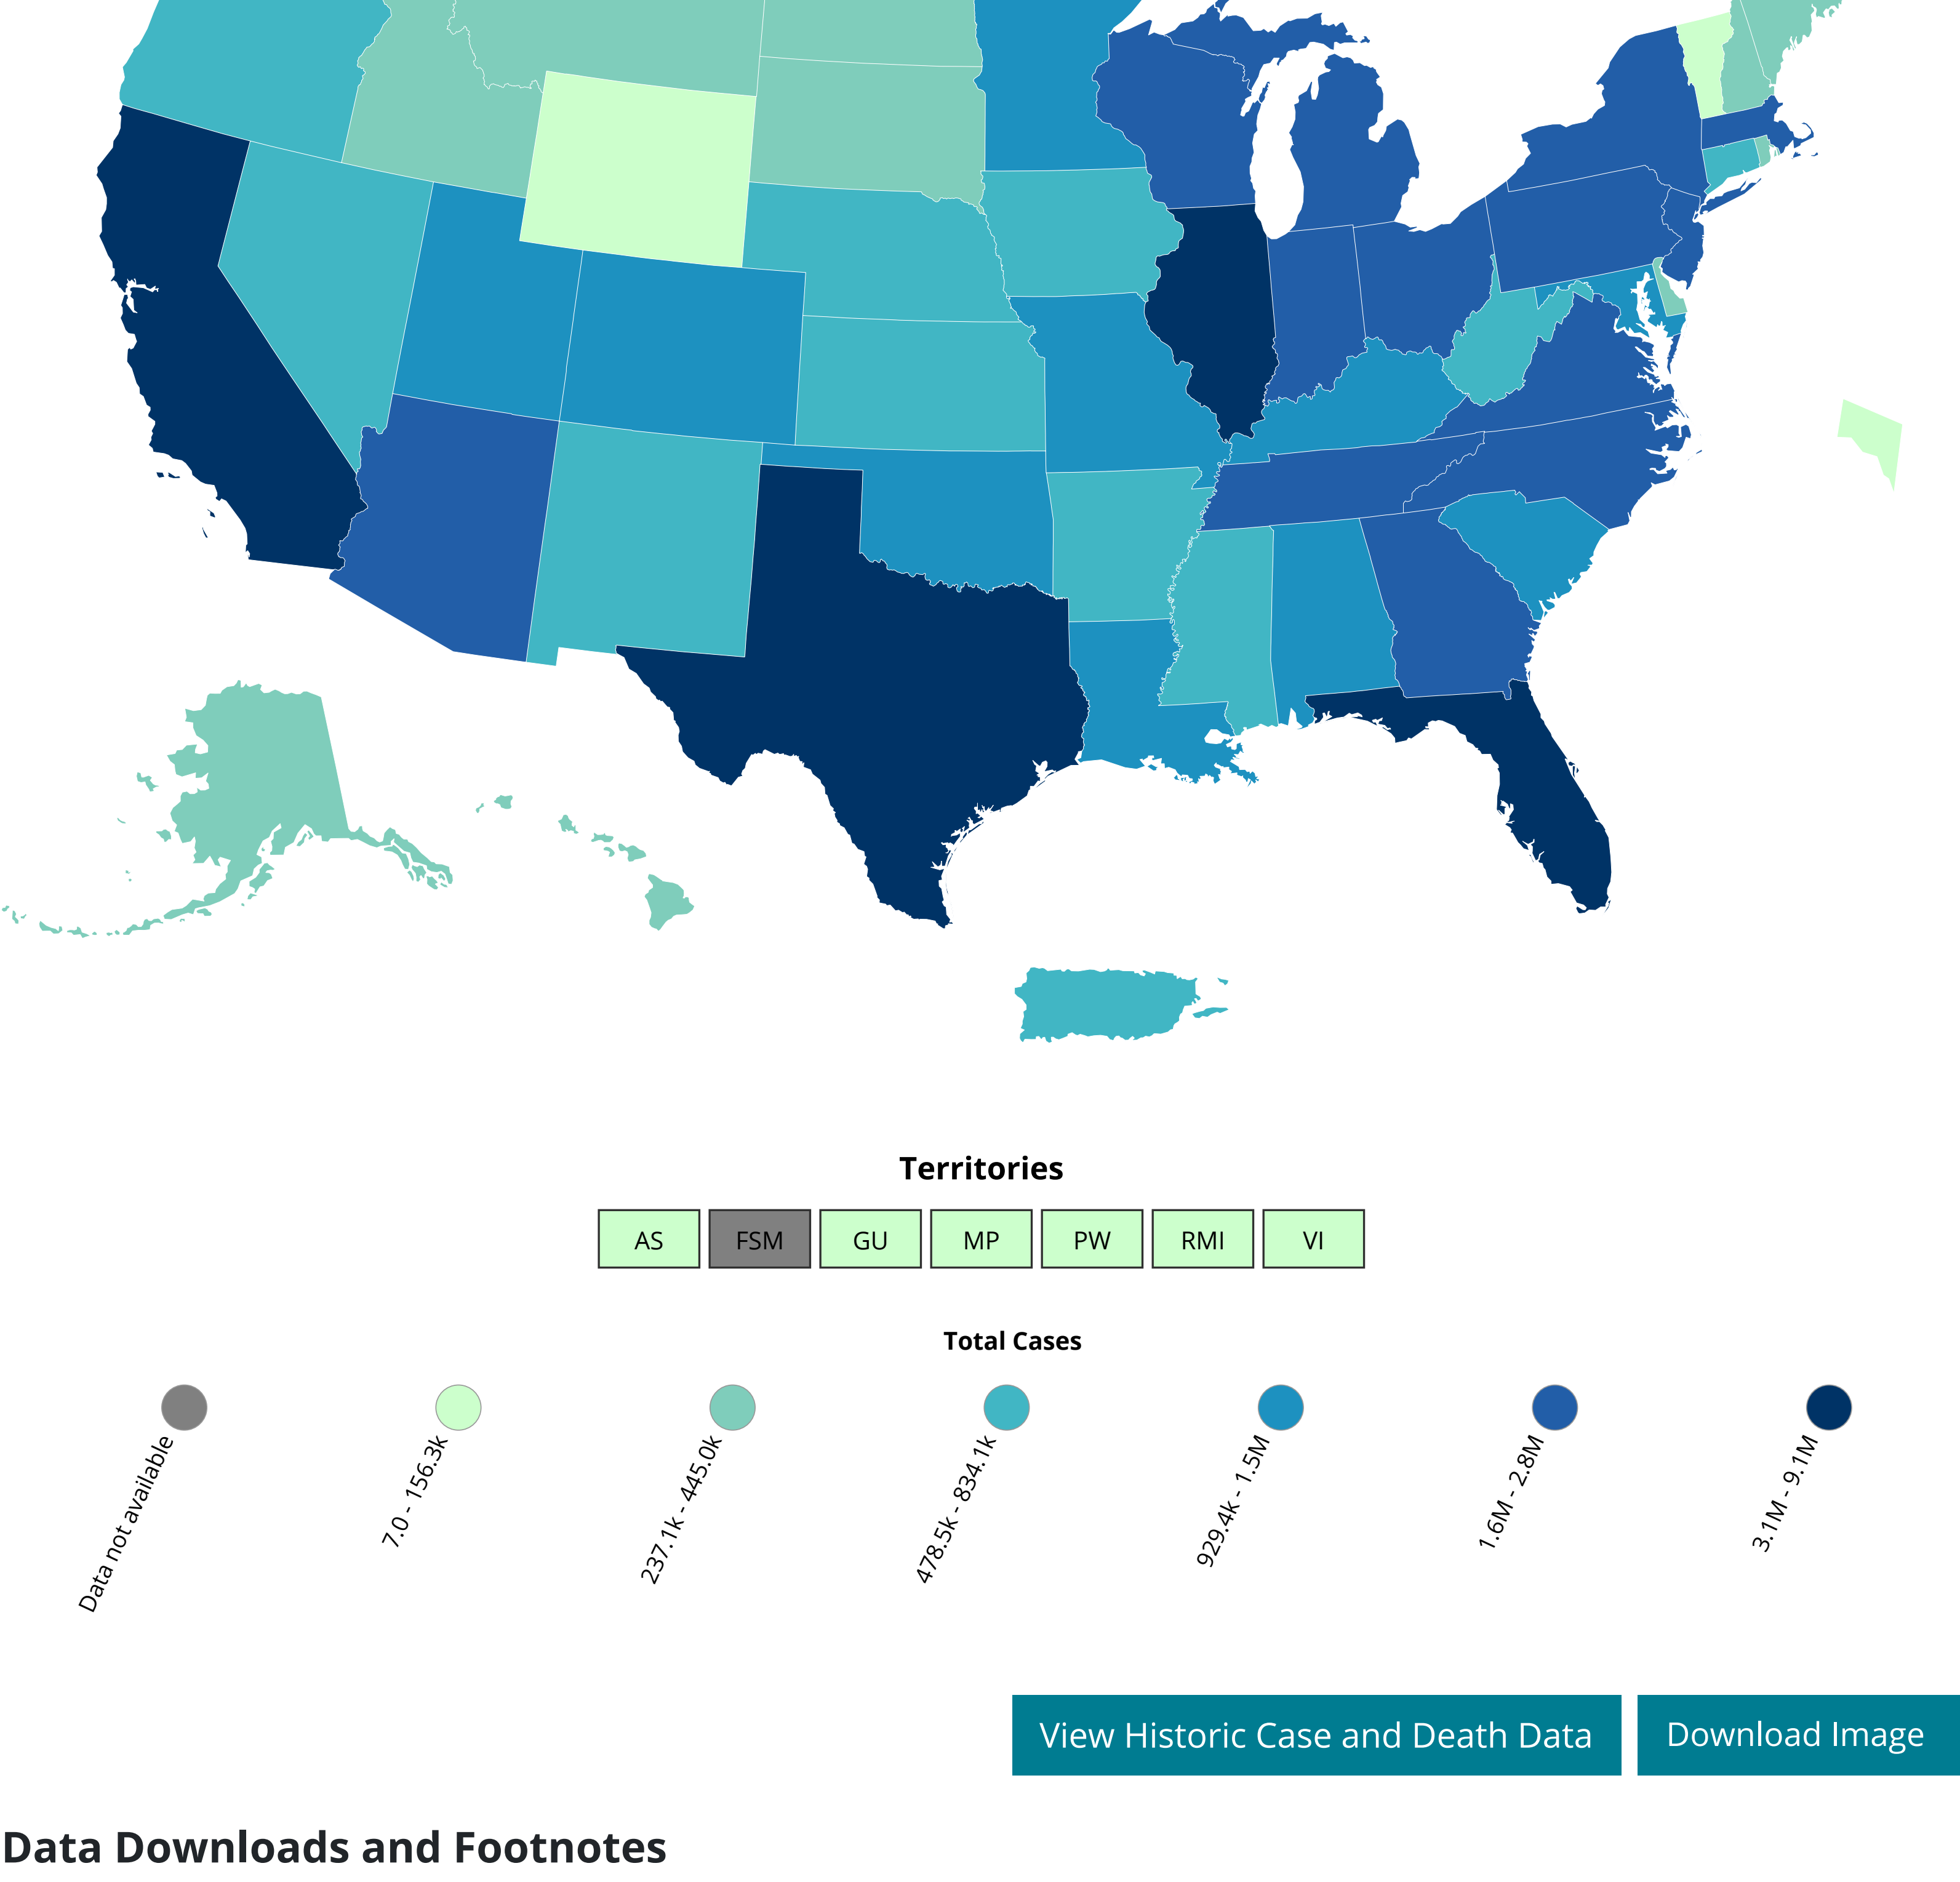 Territories
AS FSM GU MP PW RMI VI
Total Cases
Data not available
7.0 - 156.3k
237.1k - 445.0k
478.5k - 834.1k
929.4k - 1.5M
1.6M - 2.8M
3.1M - 9.1M
View Historic Case and Death Data
Download Image
Data Downloads and Footnotes